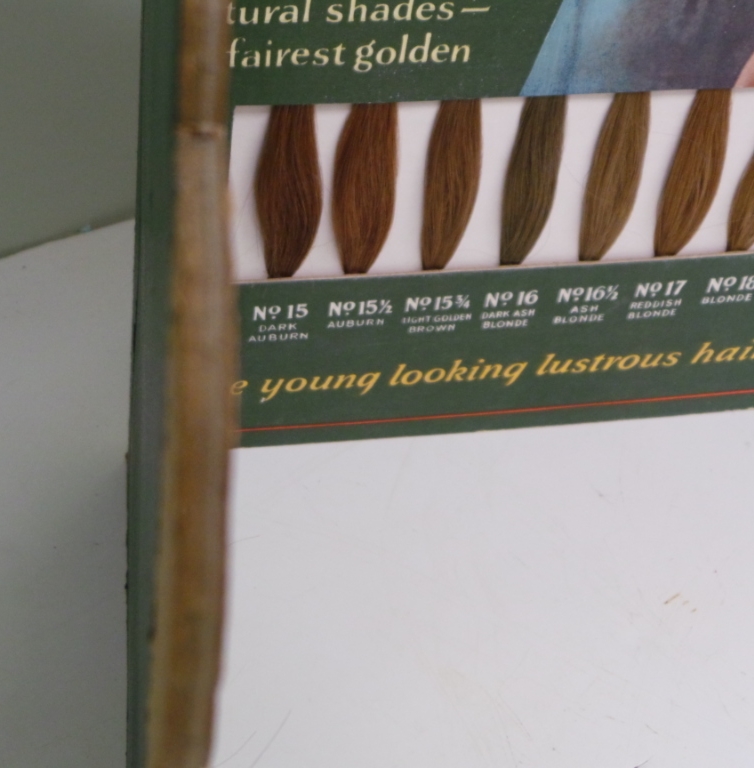 tural shades—
fairest golden
No 15
DARK
AUBURN
No 15½
AUBURN
No 15¾
LIGHT GOLDEN
BROWN
No 16
DARK ASH
BLONDE
No 16½
ASH
BLONDE
No 17
REDDISH
BLONDE
No 18
BLONDE
e young looking lustrous hai